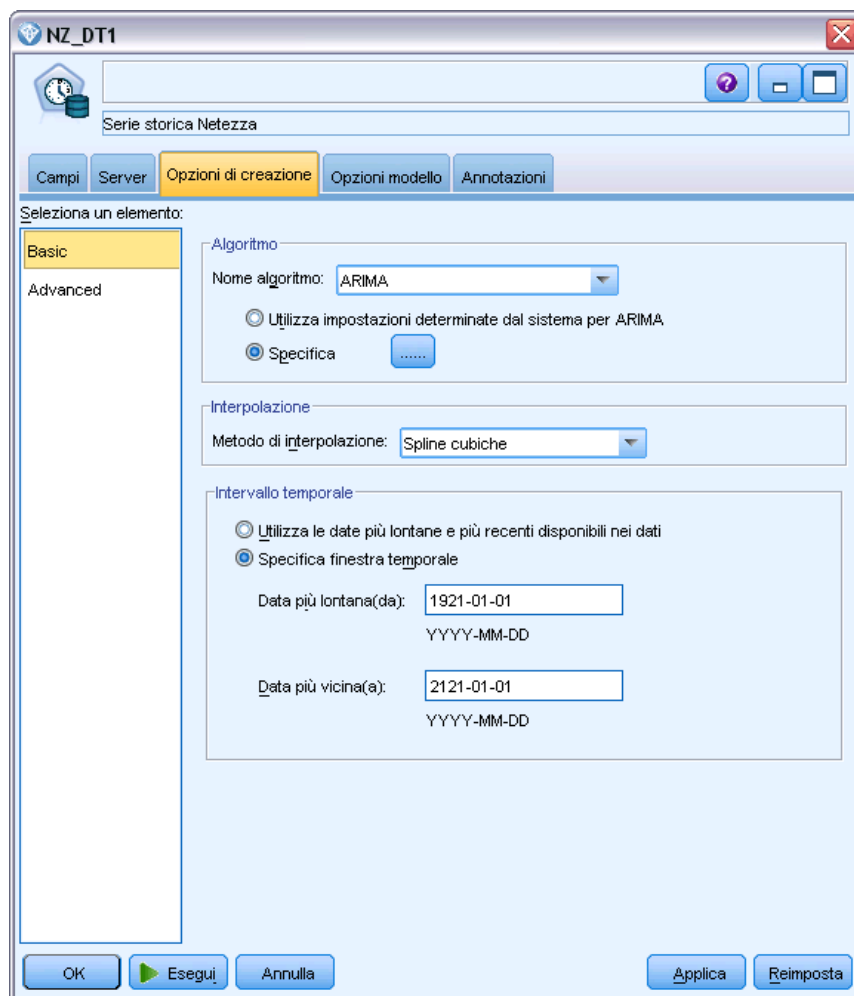 NZ_DT1
Serie storica Netezza
Campi Server Opzioni di creazione Opzioni modello Annotazioni
Seleziona un elemento:
Basic
Advanced
Algoritmo
Nome algoritmo: ARIMA
Utilizza impostazioni determinate dal sistema per ARIMA
Specifica ......
Interpolazione
Metodo di interpolazione: Spline cubiche
Intervallo temporale
Utilizza le date più lontane e più recenti disponibili nei dati
Specifica finestra temporale
Data più lontana(da): 1921-01-01
YYYY-MM-DD
Data più vicina(a): 2121-01-01
YYYY-MM-DD
OK Esegui Annulla Applica Reimposta